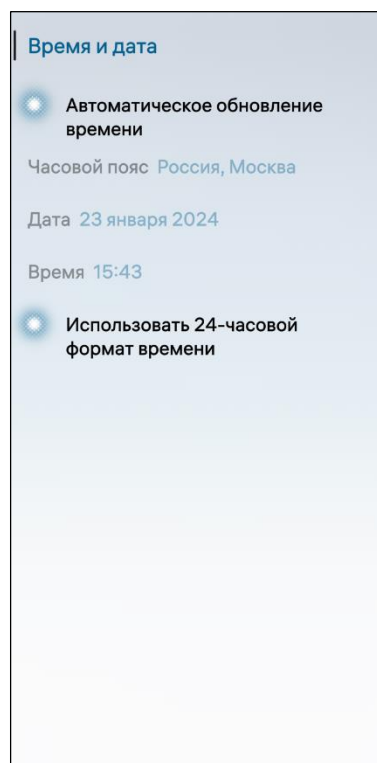 Время и дата
Автоматическое обновление
времени
Часовой пояс Россия, Москва
Дата 23 января 2024
Время 15:43
Использовать 24-часовой
формат времени